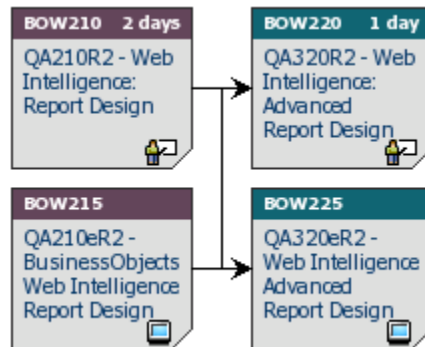 BOW210 2 days
QA210R2 - Web
Intelligence:
Report Design
BOW220 1 day
QA320R2 - Web
Intelligence:
Advanced
Report Design
BOW215
QA210eR2 -
BusinessObjects
Web Intelligence
Report Design
BOW225
QA320eR2 -
Web Intelligence
Advanced
Report Design